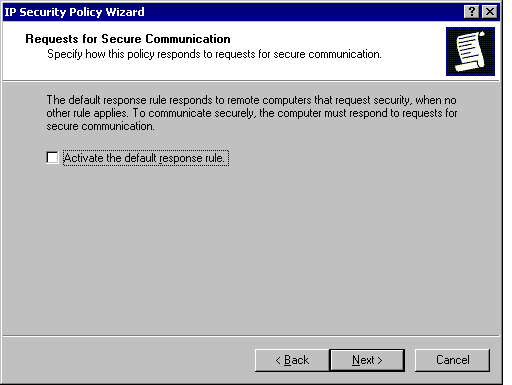 IP Security Policy Wizard
Requests for Secure Communication
Specify how this policy responds to requests for secure communication.
The default response rule responds to remote computers that request security, when no
other rule applies. To communicate securely, the computer must respond to requests for
secure communication.
Activate the default response rule.
< Back
Next >
Cancel